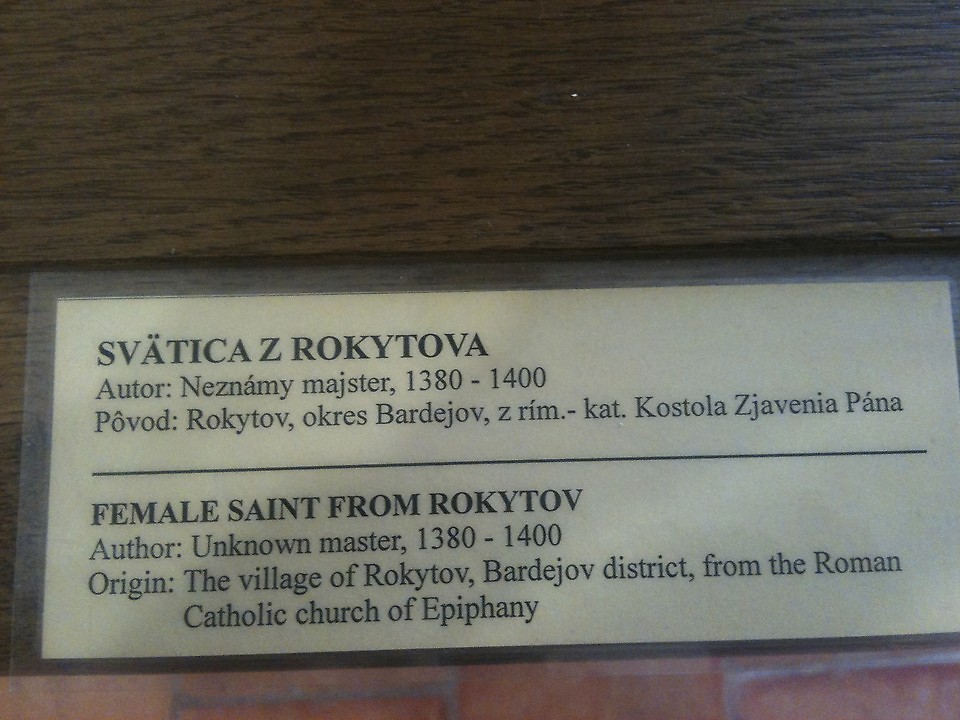 SVÄTICA Z ROKYTOVA
Autor: Neznámy majster, 1380 - 1400
Pôvod: Rokytov, okres Bardejov, z rím.- kat. Kostola Zjavenia Pána
FEMALE SAINT FROM ROKYTOV
Author: Unknown master, 1380 - 1400
Origin: The village of Rokytov, Bardejov district, from the Roman
Catholic church of Epiphany